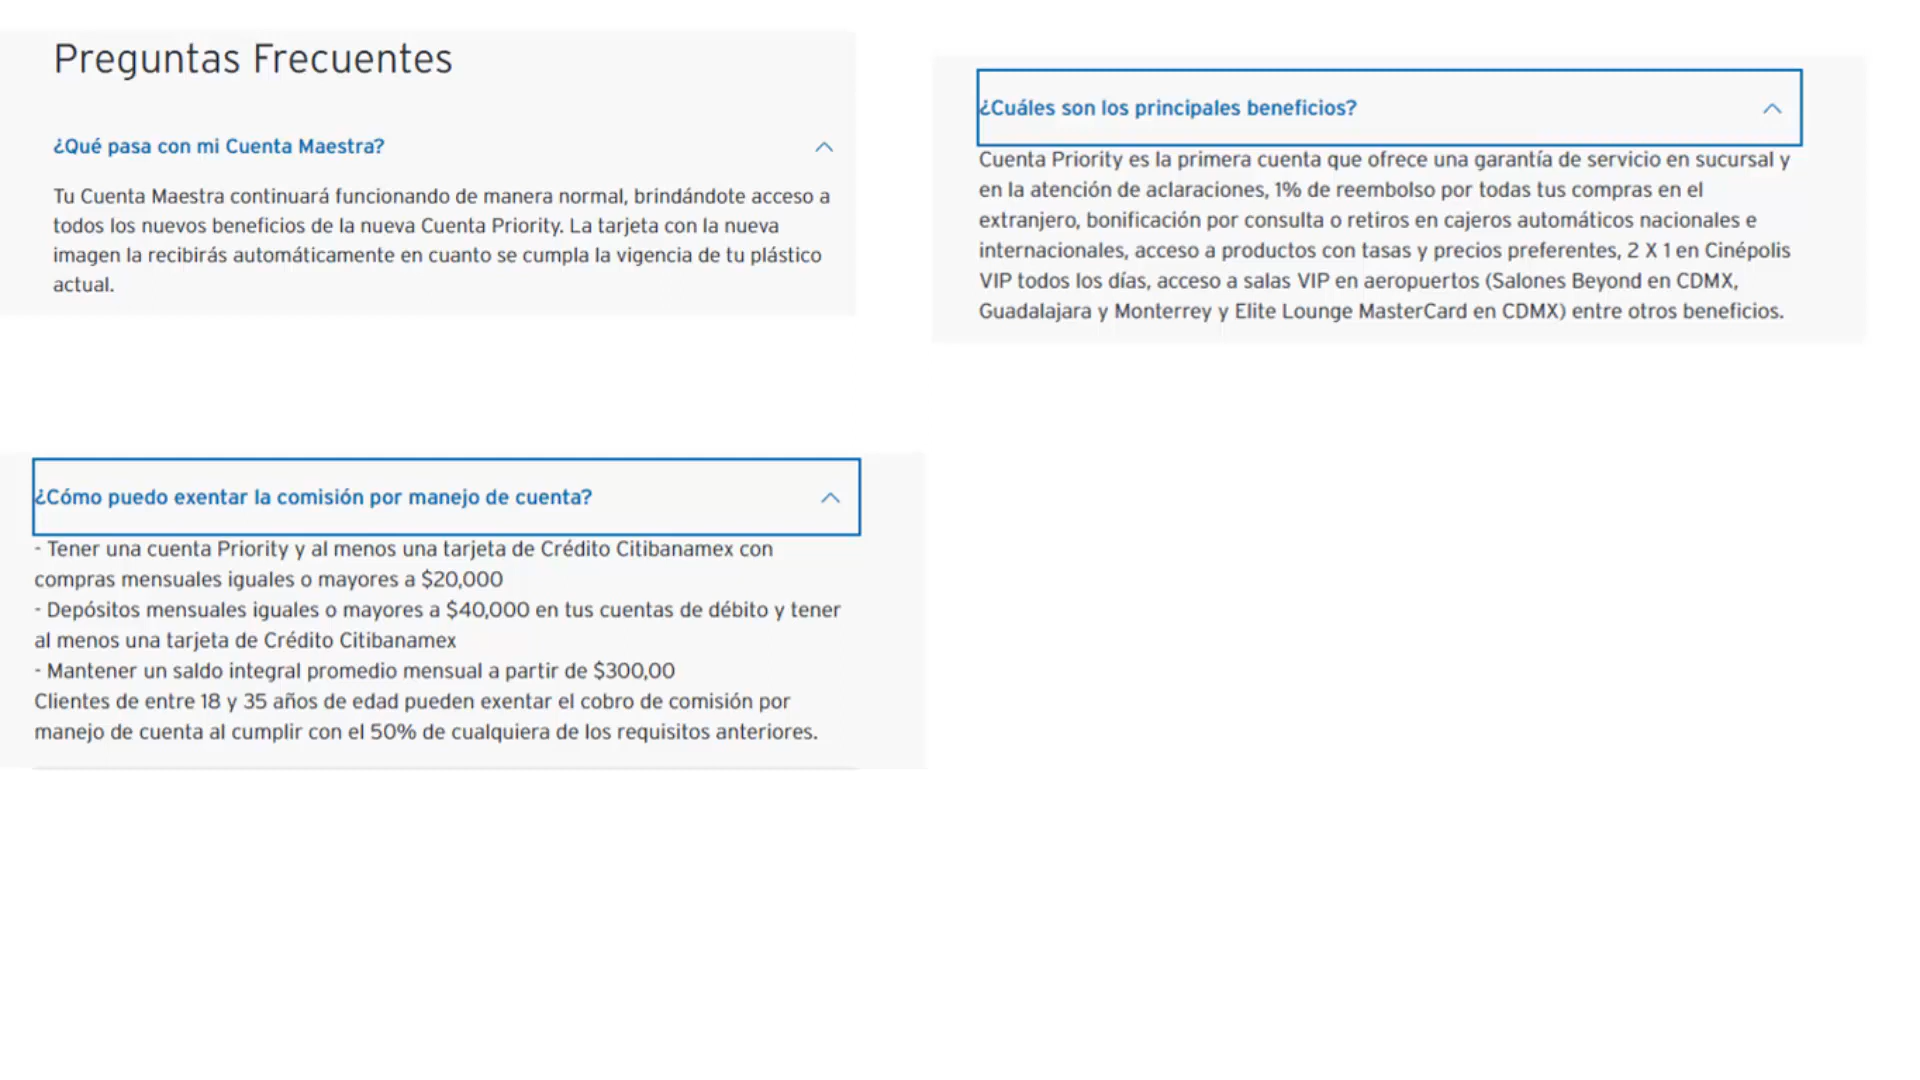 Preguntas Frecuentes
¿Qué pasa con mi Cuenta Maestra?
Tu Cuenta Maestra continuará funcionando de manera normal, brindándote acceso a
todos los nuevos beneficios de la nueva Cuenta Priority. La tarjeta con la nueva
imagen la recibirás automáticamente en cuanto se cumpla la vigencia de tu plástico
actual.
¿Cuáles son los principales beneficios?
Cuenta Priority es la primera cuenta que ofrece una garantía de servicio en sucursal y
en la atención de aclaraciones, 1% de reembolso por todas tus compras en el
extranjero, bonificación por consulta o retiros en cajeros automáticos nacionales e
internacionales, acceso a productos con tasas y precios preferentes, 2 X 1 en Cinépolis
VIP todos los días, acceso a salas VIP en aeropuertos (Salones Beyond en CDMX,
Guadalajara y Monterrey y Elite Lounge MasterCard en CDMX) entre otros beneficios.
¿Cómo puedo exentar la comisión por manejo de cuenta?
- Tener una cuenta Priority y al menos una tarjeta de Crédito Citibanamex con
compras mensuales iguales o mayores a $20,000
- Depósitos mensuales iguales o mayores a $40,000 en tus cuentas de débito y tener
al menos una tarjeta de Crédito Citibanamex
- Mantener un saldo integral promedio mensual a partir de $300,00
Clientes de entre 18 y 35 años de edad pueden exentar el cobro de comisión por
manejo de cuenta al cumplir con el 50% de cualquiera de los requisitos anteriores.